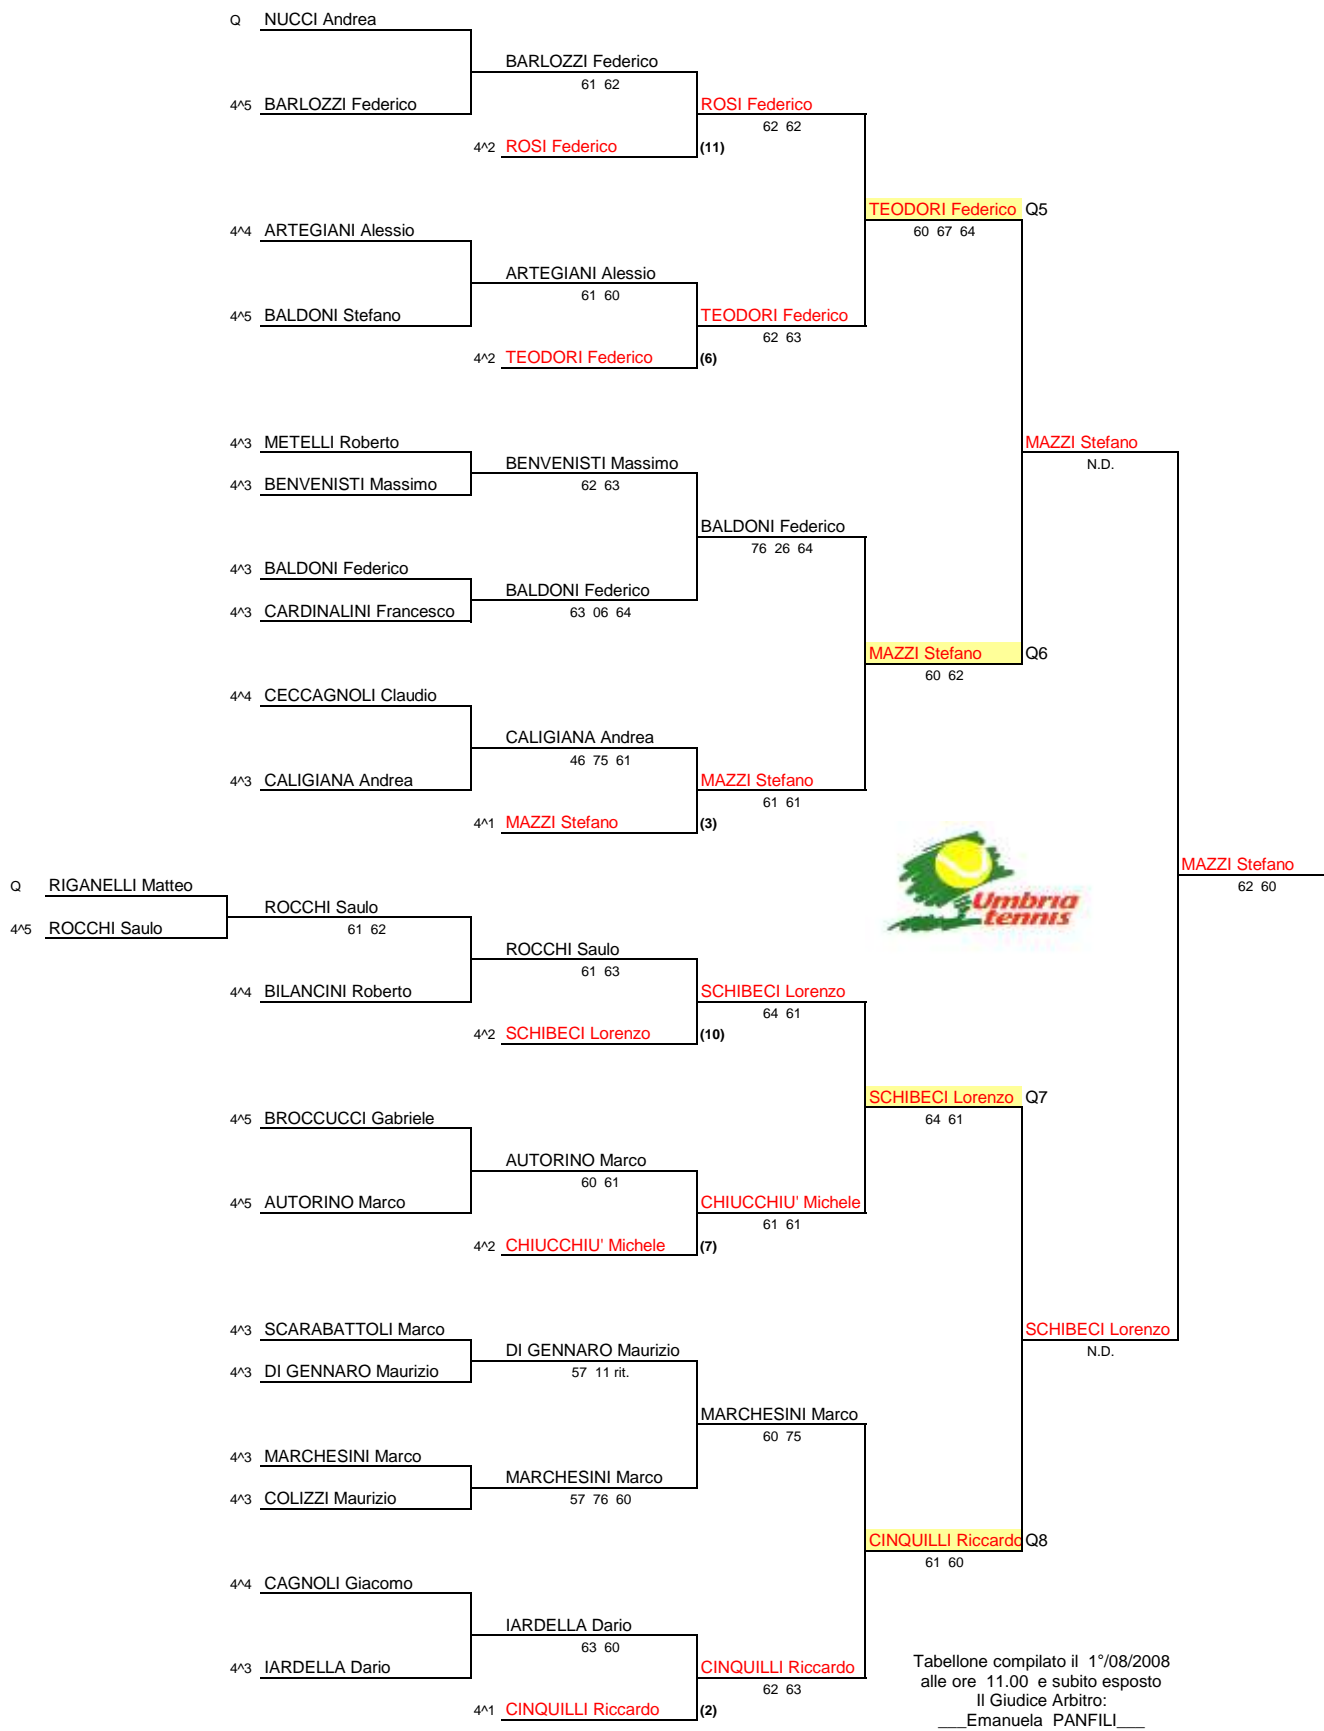 Q NUCCI Andrea
BARLOZZI Federico
61 62
4^5 BARLOZZI Federico
ROSI Federico
62 62
4^2 ROSI Federico (11)
TEODORI Federico Q5
60 67 64
4^4 ARTEGIANI Alessio
ARTEGIANI Alessio
61 60
4^5 BALDONI Stefano
TEODORI Federico
62 63
4^2 TEODORI Federico (6)
4^3 METELLI Roberto
MAZZI Stefano
N.D.
BENVENISTI Massimo
62 63
4^3 BENVENISTI Massimo
BALDONI Federico
76 26 64
4^3 BALDONI Federico
BALDONI Federico
63 06 64
4^3 CARDINALINI Francesco
MAZZI Stefano Q6
60 62
4^4 CECCAGNOLI Claudio
CALIGIANA Andrea
46 75 61
4^3 CALIGIANA Andrea
MAZZI Stefano
61 61
4^1 MAZZI Stefano (3)
Umbria
tennis
MAZZI Stefano
62 60
Q RIGANELLI Matteo
ROCCHI Saulo
61 62
4^5 ROCCHI Saulo
ROCCHI Saulo
61 63
4^4 BILANCINI Roberto
SCHIBECI Lorenzo
64 61
4^2 SCHIBECI Lorenzo (10)
SCHIBECI Lorenzo Q7
64 61
4^5 BROCCUCCI Gabriele
AUTORINO Marco
60 61
4^5 AUTORINO Marco
CHIUCCHIU' Michele
61 61
4^2 CHIUCCHIU' Michele (7)
4^3 SCARABATTOLI Marco
SCHIBECI Lorenzo
N.D.
DI GENNARO Maurizio
57 11 rit.
4^3 DI GENNARO Maurizio
MARCHESINI Marco
60 75
4^3 MARCHESINI Marco
MARCHESINI Marco
57 76 60
4^3 COLIZZI Maurizio
CINQUILLI Riccardo Q8
61 60
4^4 CAGNOLI Giacomo
IARDELLA Dario
63 60
4^3 IARDELLA Dario
CINQUILLI Riccardo
62 63
4^1 CINQUILLI Riccardo (2)
Tabellone compilato il 1°/08/2008
alle ore 11.00 e subito esposto
Il Giudice Arbitro:
___Emanuela PANFILI___